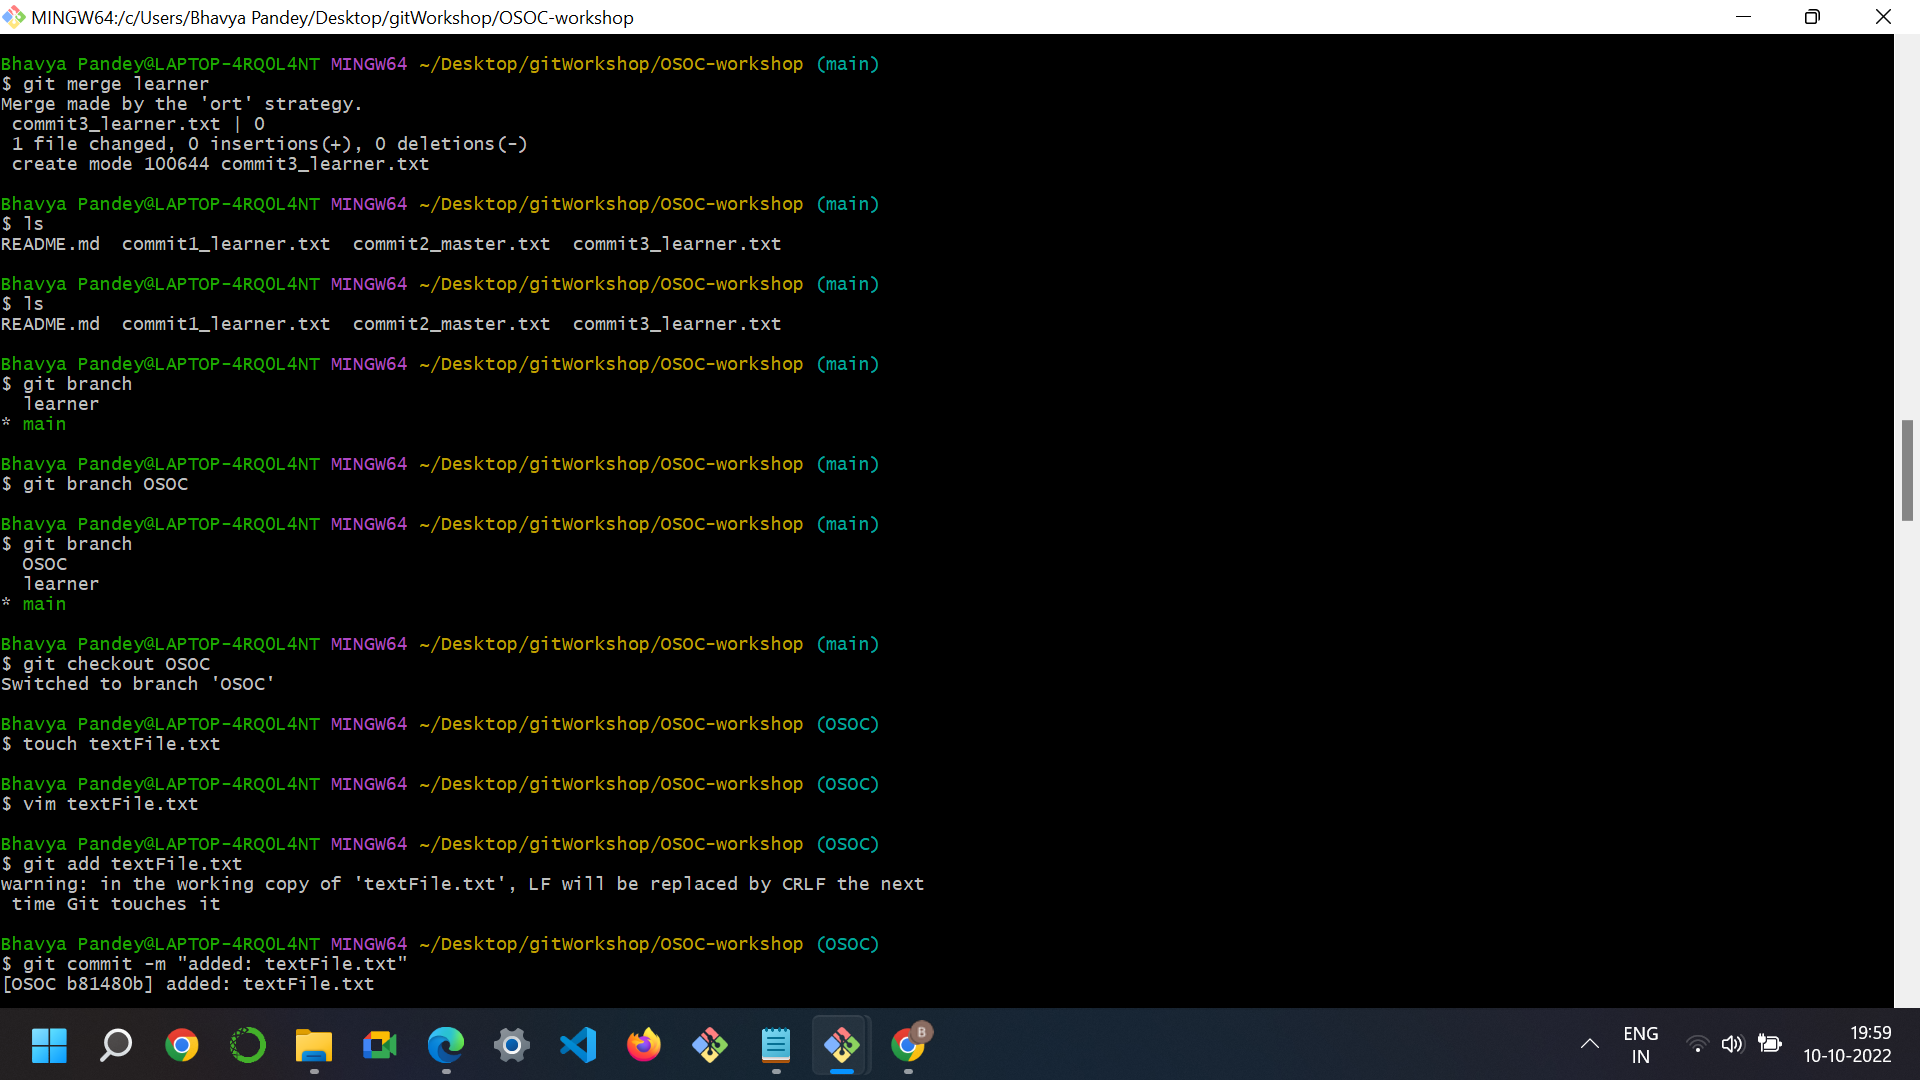 MINGW64:/c/Users/Bhavya Pandey/Desktop/gitWorkshop/OSOC-workshop
Bhavya Pandey@LAPTOP-4RQ0L4NT MINGW64 ~/Desktop/gitWorkshop/OSOC-workshop (main)
$ git merge learner
Merge made by the 'ort' strategy.
 commit3_learner.txt | 0
 1 file changed, 0 insertions(+), 0 deletions(-)
 create mode 100644 commit3_learner.txt
Bhavya Pandey@LAPTOP-4RQ0L4NT MINGW64 ~/Desktop/gitWorkshop/OSOC-workshop (main)
$ ls
README.md  commit1_learner.txt  commit2_master.txt  commit3_learner.txt
Bhavya Pandey@LAPTOP-4RQ0L4NT MINGW64 ~/Desktop/gitWorkshop/OSOC-workshop (main)
$ ls
README.md  commit1_learner.txt  commit2_master.txt  commit3_learner.txt
Bhavya Pandey@LAPTOP-4RQ0L4NT MINGW64 ~/Desktop/gitWorkshop/OSOC-workshop (main)
$ git branch
  learner
* main
Bhavya Pandey@LAPTOP-4RQ0L4NT MINGW64 ~/Desktop/gitWorkshop/OSOC-workshop (main)
$ git branch OSOC
Bhavya Pandey@LAPTOP-4RQ0L4NT MINGW64 ~/Desktop/gitWorkshop/OSOC-workshop (main)
$ git branch
  OSOC
  learner
* main
Bhavya Pandey@LAPTOP-4RQ0L4NT MINGW64 ~/Desktop/gitWorkshop/OSOC-workshop (main)
$ git checkout OSOC
Switched to branch 'OSOC'
Bhavya Pandey@LAPTOP-4RQ0L4NT MINGW64 ~/Desktop/gitWorkshop/OSOC-workshop (OSOC)
$ touch textFile.txt
Bhavya Pandey@LAPTOP-4RQ0L4NT MINGW64 ~/Desktop/gitWorkshop/OSOC-workshop (OSOC)
$ vim textFile.txt
Bhavya Pandey@LAPTOP-4RQ0L4NT MINGW64 ~/Desktop/gitWorkshop/OSOC-workshop (OSOC)
$ git add textFile.txt
warning: in the working copy of 'textFile.txt', LF will be replaced by CRLF the next
 time Git touches it
Bhavya Pandey@LAPTOP-4RQ0L4NT MINGW64 ~/Desktop/gitWorkshop/OSOC-workshop (OSOC)
$ git commit -m "added: textFile.txt"
[OSOC b81480b] added: textFile.txt
B
ENG
IN
19:59
10-10-2022